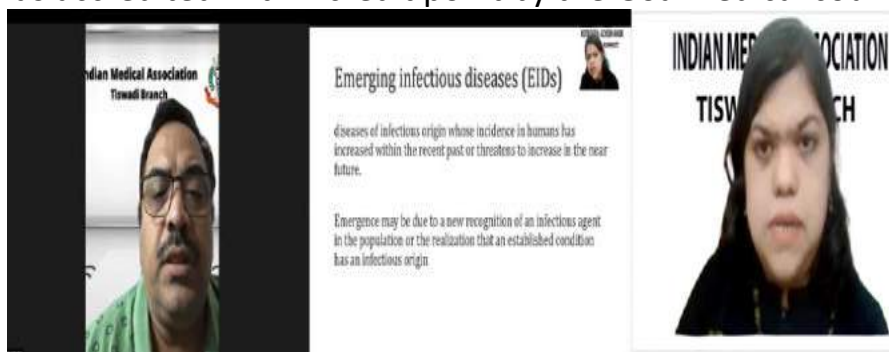 Indian Medical Association
Tiswadi Branch
Emerging infectious diseases (EIDs)
diseases of infectious origin whose incidence in humans has
increased within the recent past or threatens to increase in the near
future.
Emergence may be due to a new recognition of an infectious agent
in the population or the realization that an established condition
has an infectious origin
INDIAN ME CIATION
TISW CH